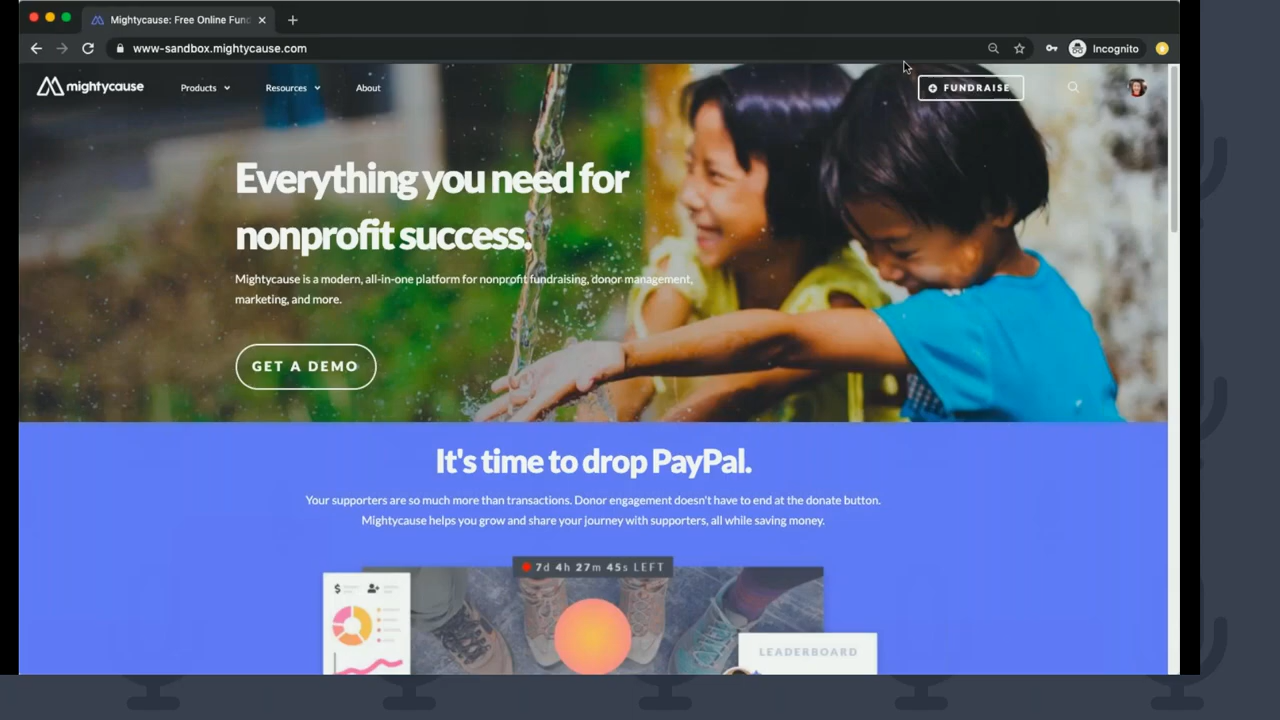 Mightycause: Free Online Fund
www-sandbox.mightycause.com
Incognito
mightycause
Products
Resources
About
FUNDRAISE
Everything you need for
nonprofit success.
Mightycause is a modern, all-in-one platform for nonprofit fundraising, donor management,
marketing, and more.
GET A DEMO
It's time to drop PayPal.
Your supporters are so much more than transactions. Donor engagement doesn't have to end at the donate button.
Mightycause helps you grow and share your journey with supporters, all while saving money.
7d 4h 27m 45s LEFT
$
LEADERBOARD